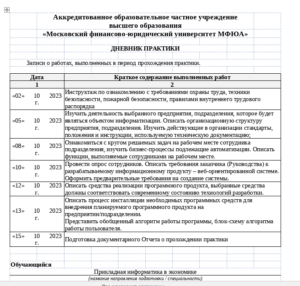 Аккредитованное образовательное частное учреждение
высшего образования
«Московский финансово-юридический университет МФЮА»
ДНЕВНИК ПРАКТИКИ
Записи о работах, выполненных в период прохождения практики.
Дата Краткое содержание выполненных работ
1 2
«02» 10 2023 г. Инструктаж по ознакомлению с требованиями охраны труда, техники
безопасности, пожарной безопасности, правилами внутреннего трудового
распорядка
«05» 10 2023 г. Изучить деятельность выбранного предприятия, подразделения, которое будет
являться объектом информатизации. Описать организационную структуру
предприятия, подразделения. Изучить действующие в организации стандарты,
положения и инструкции, используемую техническую документацию;
«08» 10 2023 г. Ознакомиться с кругом решаемых задач на рабочем месте сотрудника
подразделения, изучить бизнес-процессы подлежащие автоматизации. Описать
функции, выполняемые сотрудниками на рабочем месте.
«10» 10 2023 г. Провести опрос сотрудников. Описать требования заказчика (Руководства) к
разрабатываемому информационному продукту – веб-ориентированной системе.
Оформить предварительные требования на создание системы.
«12» 10 2023 г. Описать средства реализации программного продукта, выбранные средства
должны соответствовать современному состоянию технологий разработки.
«13» 10 2023 г. Описать процесс инсталляции необходимых программных средств для
внедрения планируемого программного продукта на
предприятии/подразделении.
Представить обобщенный алгоритм работы программы, блок-схему алгоритма
работы пользователя.
«15» 10 2023 г. Подготовка документарного Отчета о прохождении практики
Обучающийся
Прикладная информатика в экономике
(название направления подготовки / специальности)